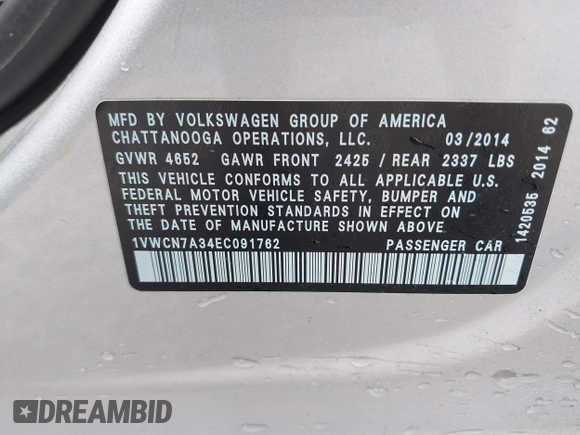 MFD BY VOLKSWAGEN GROUP OF AMERICA
CHATTANOOGA OPERATIONS, LLC. 03/2014
GVWR 4652 GAWR FRONT 2425 / REAR 2337 LBS
THIS VEHICLE CONFORMS TO ALL APPLICABLE U.S.
FEDERAL MOTOR VEHICLE SAFETY, BUMPER AND
THEFT PREVENTION STANDARDS IN EFFECT ON
THE DATE OF MANUFACTURE SHOWN ABOVE
1VWCN7A34EC091762 PASSENGER CAR
1420535 2014 62
DREAMBID